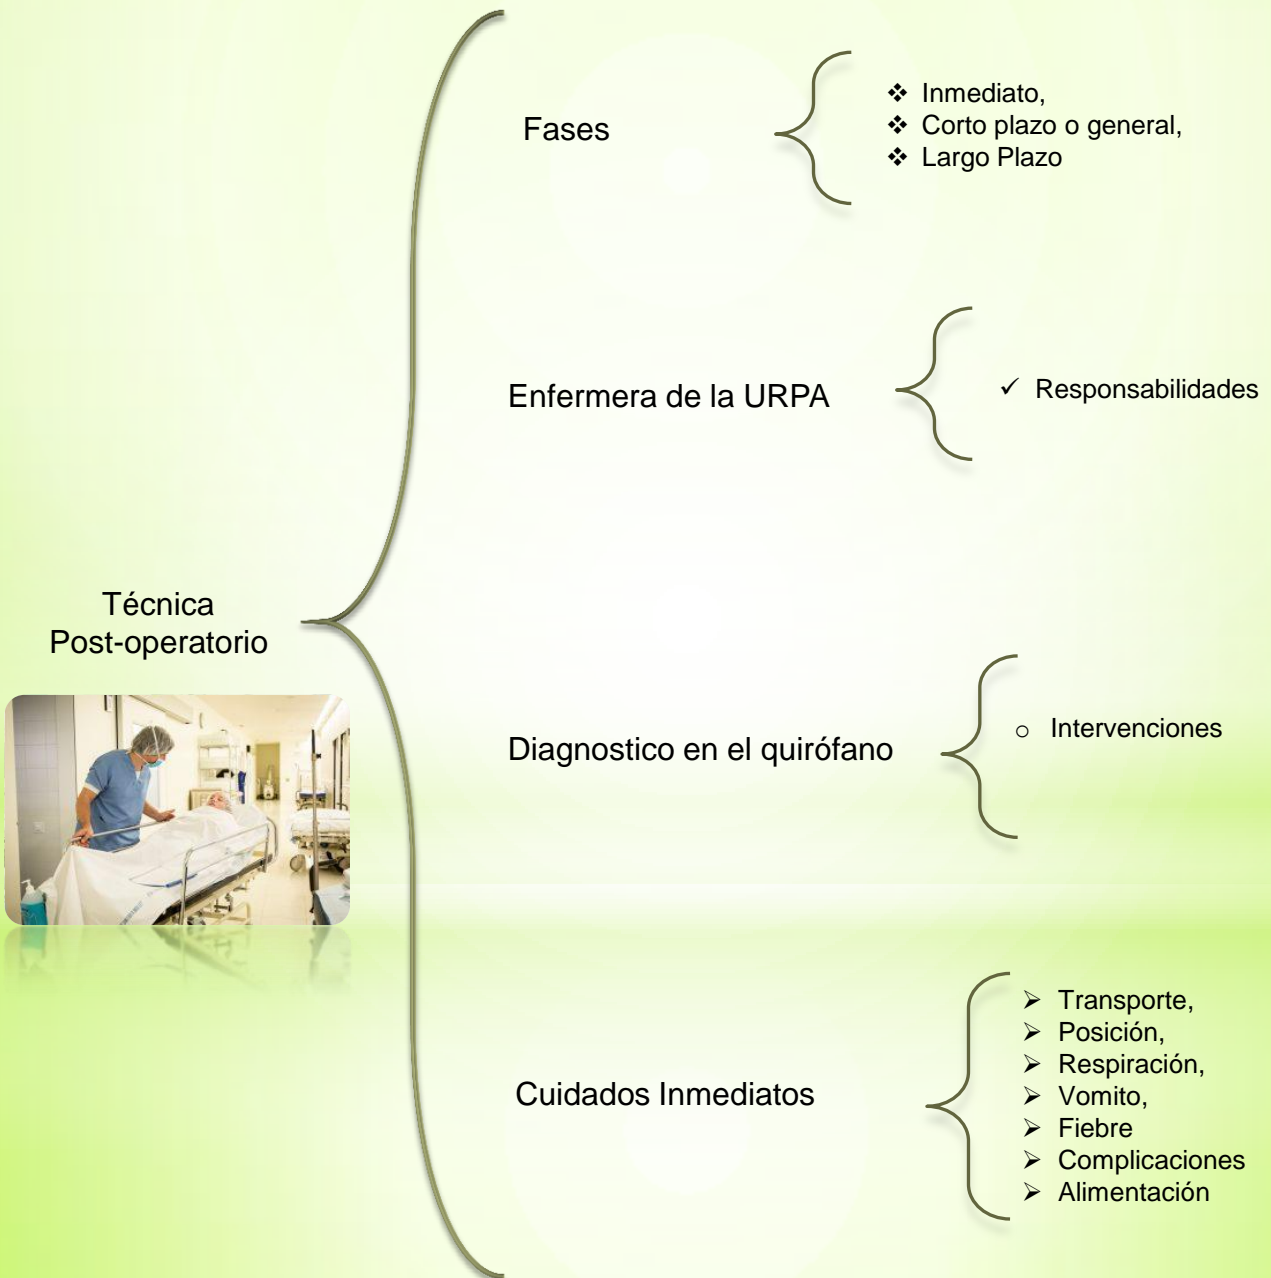 Fases
❖ Inmediato,
❖ Corto plazo o general,
❖ Largo Plazo
Enfermera de la URPA
✓ Responsabilidades
Técnica
Post-operatorio
Diagnostico en el quirófano
o Intervenciones
Cuidados Inmediatos
➢ Transporte,
➢ Posición,
➢ Respiración,
➢ Vomito,
➢ Fiebre
➢ Complicaciones
➢ Alimentación